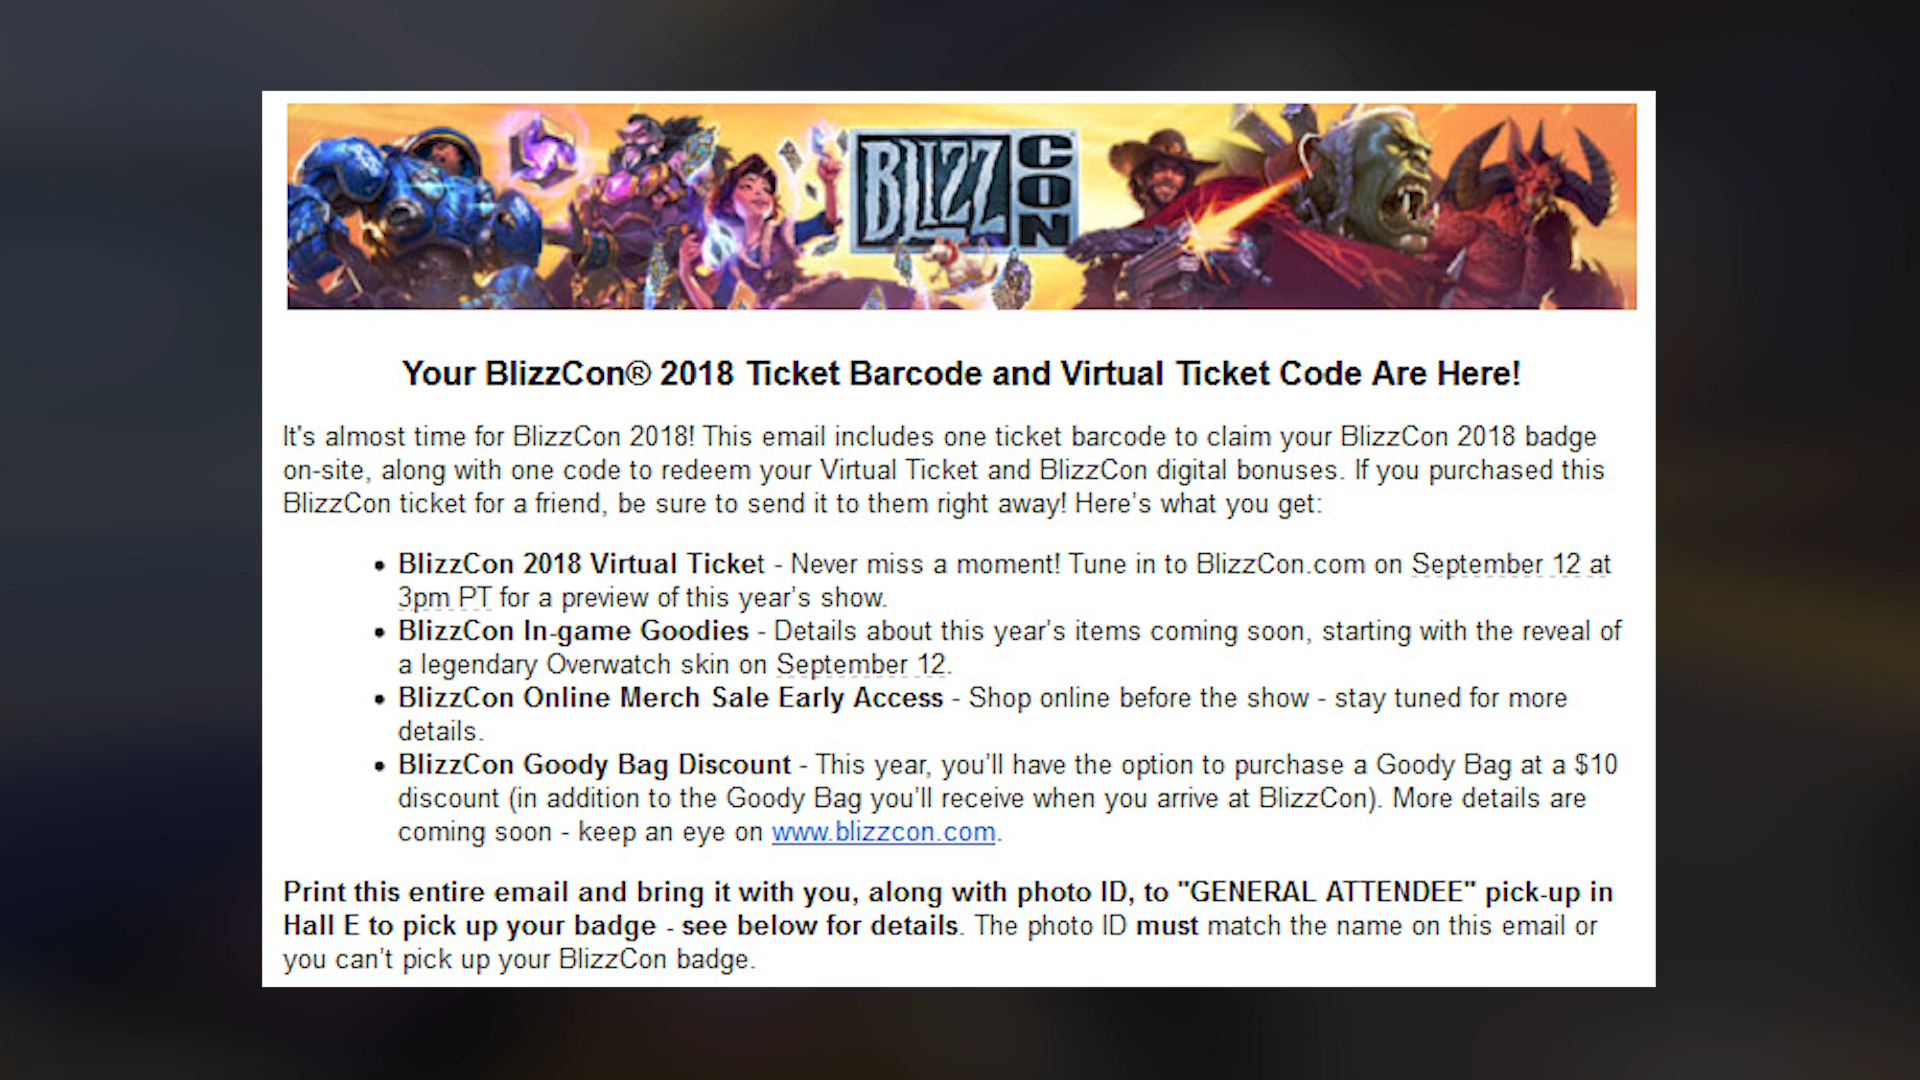 BLIZZ CON
Your BlizzCon® 2018 Ticket Barcode and Virtual Ticket Code Are Here!
It's almost time for BlizzCon 2018! This email includes one ticket barcode to claim your BlizzCon 2018 badge
on-site, along with one code to redeem your Virtual Ticket and BlizzCon digital bonuses. If you purchased this
BlizzCon ticket for a friend, be sure to send it to them right away! Here’s what you get:
• BlizzCon 2018 Virtual Ticket - Never miss a moment! Tune in to BlizzCon.com on September 12 at
3pm PT for a preview of this year’s show.
• BlizzCon In-game Goodies - Details about this year’s items coming soon, starting with the reveal of
a legendary Overwatch skin on September 12.
• BlizzCon Online Merch Sale Early Access - Shop online before the show - stay tuned for more
details.
• BlizzCon Goody Bag Discount - This year, you’ll have the option to purchase a Goody Bag at a $10
discount (in addition to the Goody Bag you’ll receive when you arrive at BlizzCon). More details are
coming soon - keep an eye on www.blizzcon.com.
Print this entire email and bring it with you, along with photo ID, to "GENERAL ATTENDEE" pick-up in
Hall E to pick up your badge - see below for details. The photo ID must match the name on this email or
you can’t pick up your BlizzCon badge.